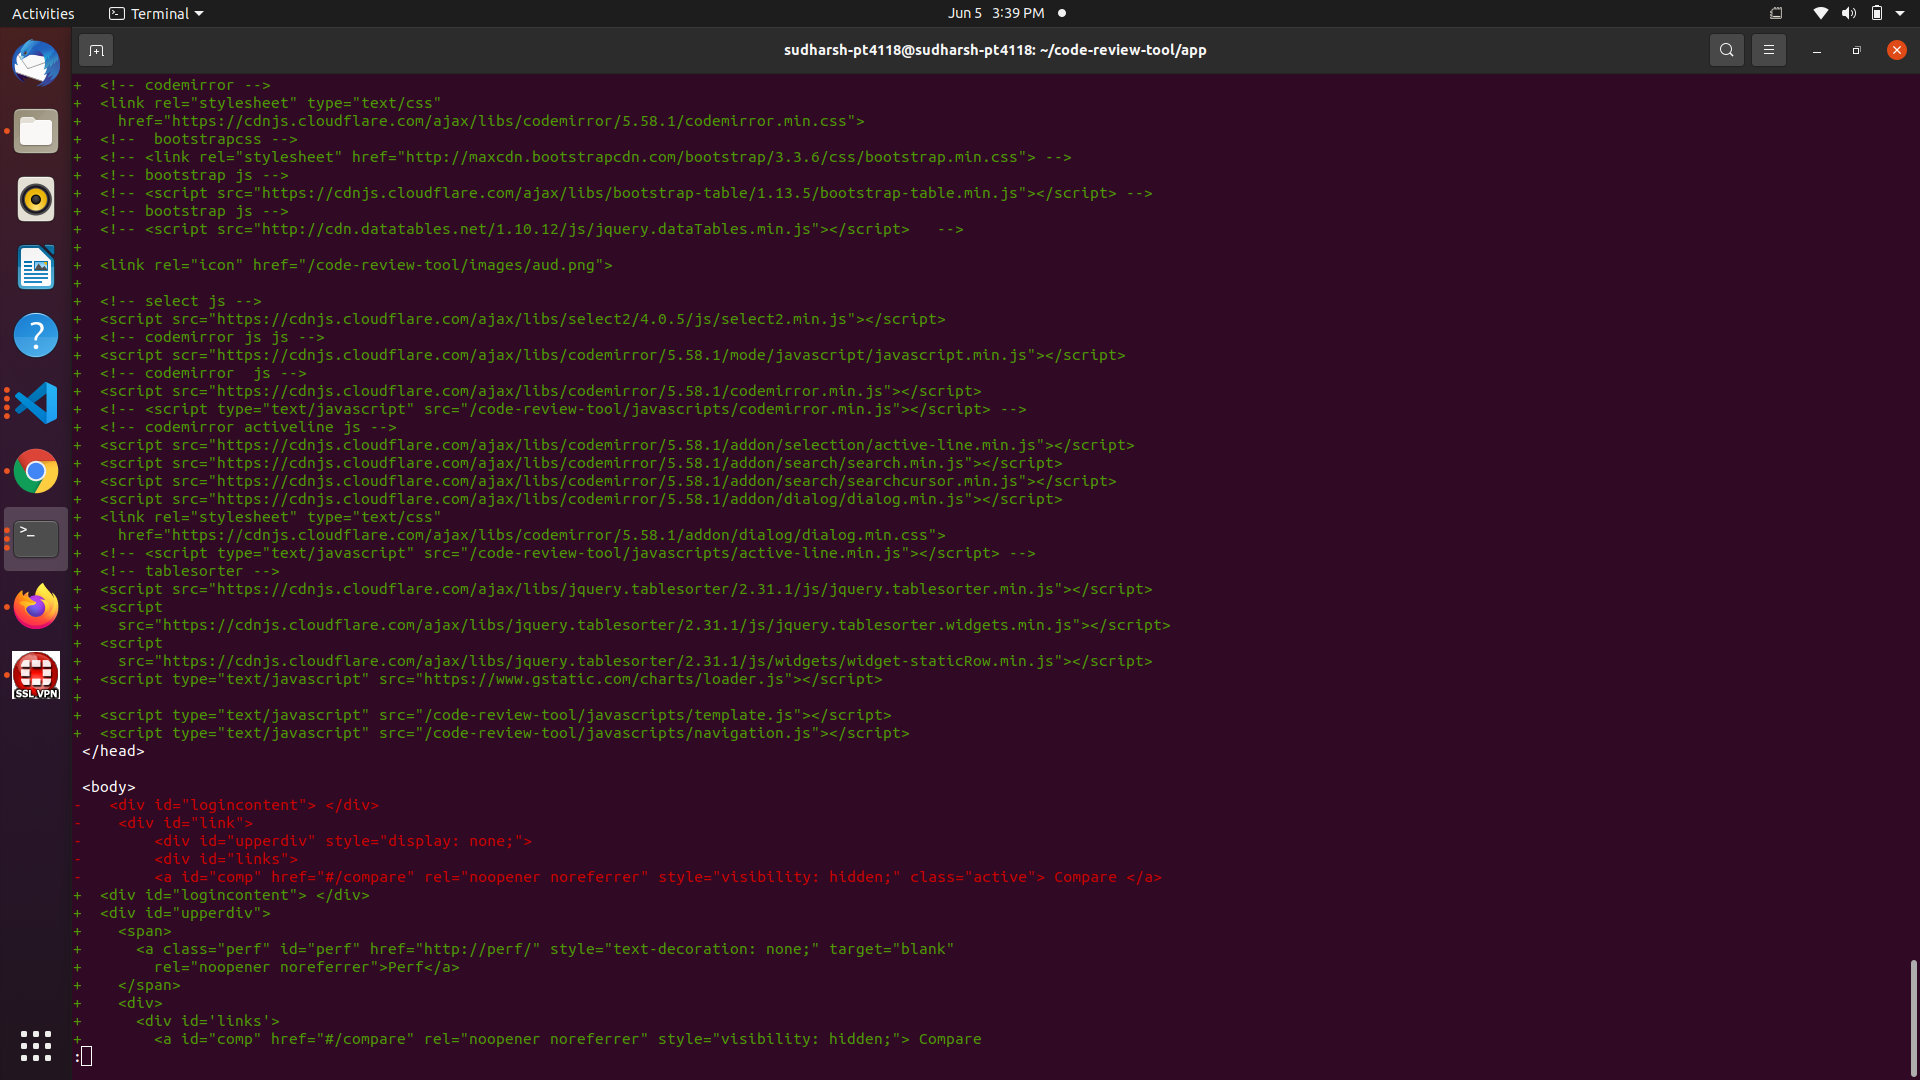 Activities Terminal Jun 5 3:39 PM
sudharsh-pt4118@sudharsh-pt4118: ~/code-review-tool/app
+  <!-- codemirror -->
+  <link rel="stylesheet" type="text/css"
+    href="https://cdnjs.cloudflare.com/ajax/libs/codemirror/5.58.1/codemirror.min.css">
+  <!--  bootstrapcss -->
+  <!-- <link rel="stylesheet" href="http://maxcdn.bootstrapcdn.com/bootstrap/3.3.6/css/bootstrap.min.css"> -->
+  <!-- bootstrap js -->
+  <!-- <script src="https://cdnjs.cloudflare.com/ajax/libs/bootstrap-table/1.13.5/bootstrap-table.min.js"></script> -->
+  <!-- bootstrap js -->
+  <!-- <script src="http://cdn.datatables.net/1.10.12/js/jquery.dataTables.min.js"></script>   -->
+
+  <link rel="icon" href="/code-review-tool/images/aud.png">
+
+  <!-- select js -->
+  <script src="https://cdnjs.cloudflare.com/ajax/libs/select2/4.0.5/js/select2.min.js"></script>
+  <!-- codemirror js js -->
+  <script scr="https://cdnjs.cloudflare.com/ajax/libs/codemirror/5.58.1/mode/javascript/javascript.min.js"></script>
+  <!-- codemirror  js -->
+  <script src="https://cdnjs.cloudflare.com/ajax/libs/codemirror/5.58.1/codemirror.min.js"></script>
+  <!-- <script type="text/javascript" src="/code-review-tool/javascripts/codemirror.min.js"></script> -->
+  <!-- codemirror activeline js -->
+  <script src="https://cdnjs.cloudflare.com/ajax/libs/codemirror/5.58.1/addon/selection/active-line.min.js"></script>
+  <script src="https://cdnjs.cloudflare.com/ajax/libs/codemirror/5.58.1/addon/search/search.min.js"></script>
+  <script src="https://cdnjs.cloudflare.com/ajax/libs/codemirror/5.58.1/addon/search/searchcursor.min.js"></script>
+  <script src="https://cdnjs.cloudflare.com/ajax/libs/codemirror/5.58.1/addon/dialog/dialog.min.js"></script>
+  <link rel="stylesheet" type="text/css"
+    href="https://cdnjs.cloudflare.com/ajax/libs/codemirror/5.58.1/addon/dialog/dialog.min.css">
+  <!-- <script type="text/javascript" src="/code-review-tool/javascripts/active-line.min.js"></script> -->
+  <!-- tablesorter -->
+  <script src="https://cdnjs.cloudflare.com/ajax/libs/jquery.tablesorter/2.31.1/js/jquery.tablesorter.min.js"></script>
+  <script
+    src="https://cdnjs.cloudflare.com/ajax/libs/jquery.tablesorter/2.31.1/js/jquery.tablesorter.widgets.min.js"></script>
+  <script
+    src="https://cdnjs.cloudflare.com/ajax/libs/jquery.tablesorter/2.31.1/js/widgets/widget-staticRow.min.js"></script>
+  <script type="text/javascript" src="https://www.gstatic.com/charts/loader.js"></script>
+
+  <script type="text/javascript" src="/code-review-tool/javascripts/template.js"></script>
+  <script type="text/javascript" src="/code-review-tool/javascripts/navigation.js"></script>
 </head>

 <body>
-   <div id="logincontent"> </div>
-    <div id="link">
-        <div id="upperdiv" style="display: none;">
-        <div id="links">
-        <a id="comp" href="#/compare" rel="noopener noreferrer" style="visibility: hidden;" class="active"> Compare </a>
+  <div id="logincontent"> </div>
+  <div id="upperdiv">
+    <span>
+      <a class="perf" id="perf" href="http://perf/" style="text-decoration: none;" target="blank"
+        rel="noopener noreferrer">Perf</a>
+    </span>
+    <div>
+      <div id='links'>
+        <a id="comp" href="#/compare" rel="noopener noreferrer" style="visibility: hidden;"> Compare
:
SSL VPN